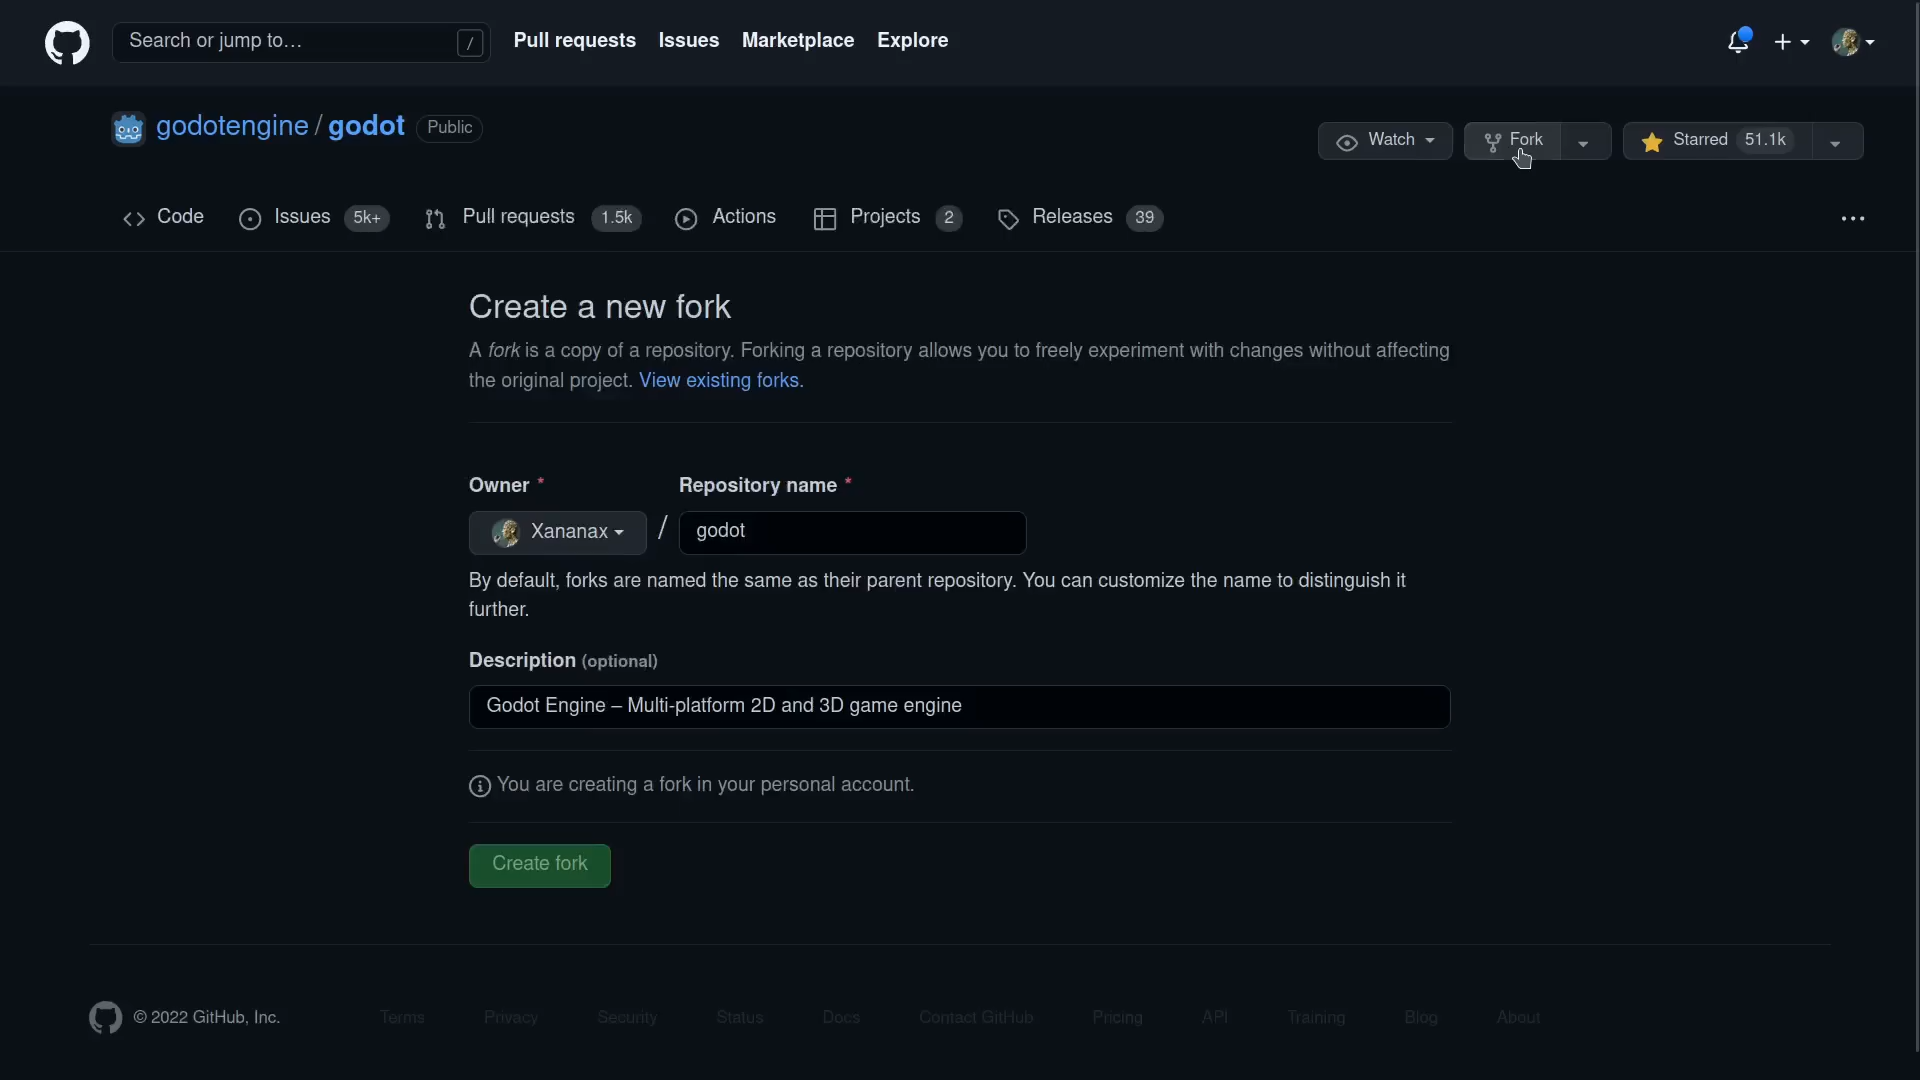 Search or jump to… /
Pull requests Issues Marketplace Explore
godotengine / godot Public
Watch Fork Starred 51.1k
Code Issues 5k+ Pull requests 1.5k Actions Projects 2 Releases 39
Create a new fork
A fork is a copy of a repository. Forking a repository allows you to freely experiment with changes without affecting
the original project. View existing forks.
Owner * Repository name *
Xananax / godot
By default, forks are named the same as their parent repository. You can customize the name to distinguish it
further.
Description (optional)
Godot Engine – Multi-platform 2D and 3D game engine
You are creating a fork in your personal account.
Create fork
© 2022 GitHub, Inc. Terms Privacy Security Status Docs Contact GitHub Pricing API Training Blog About